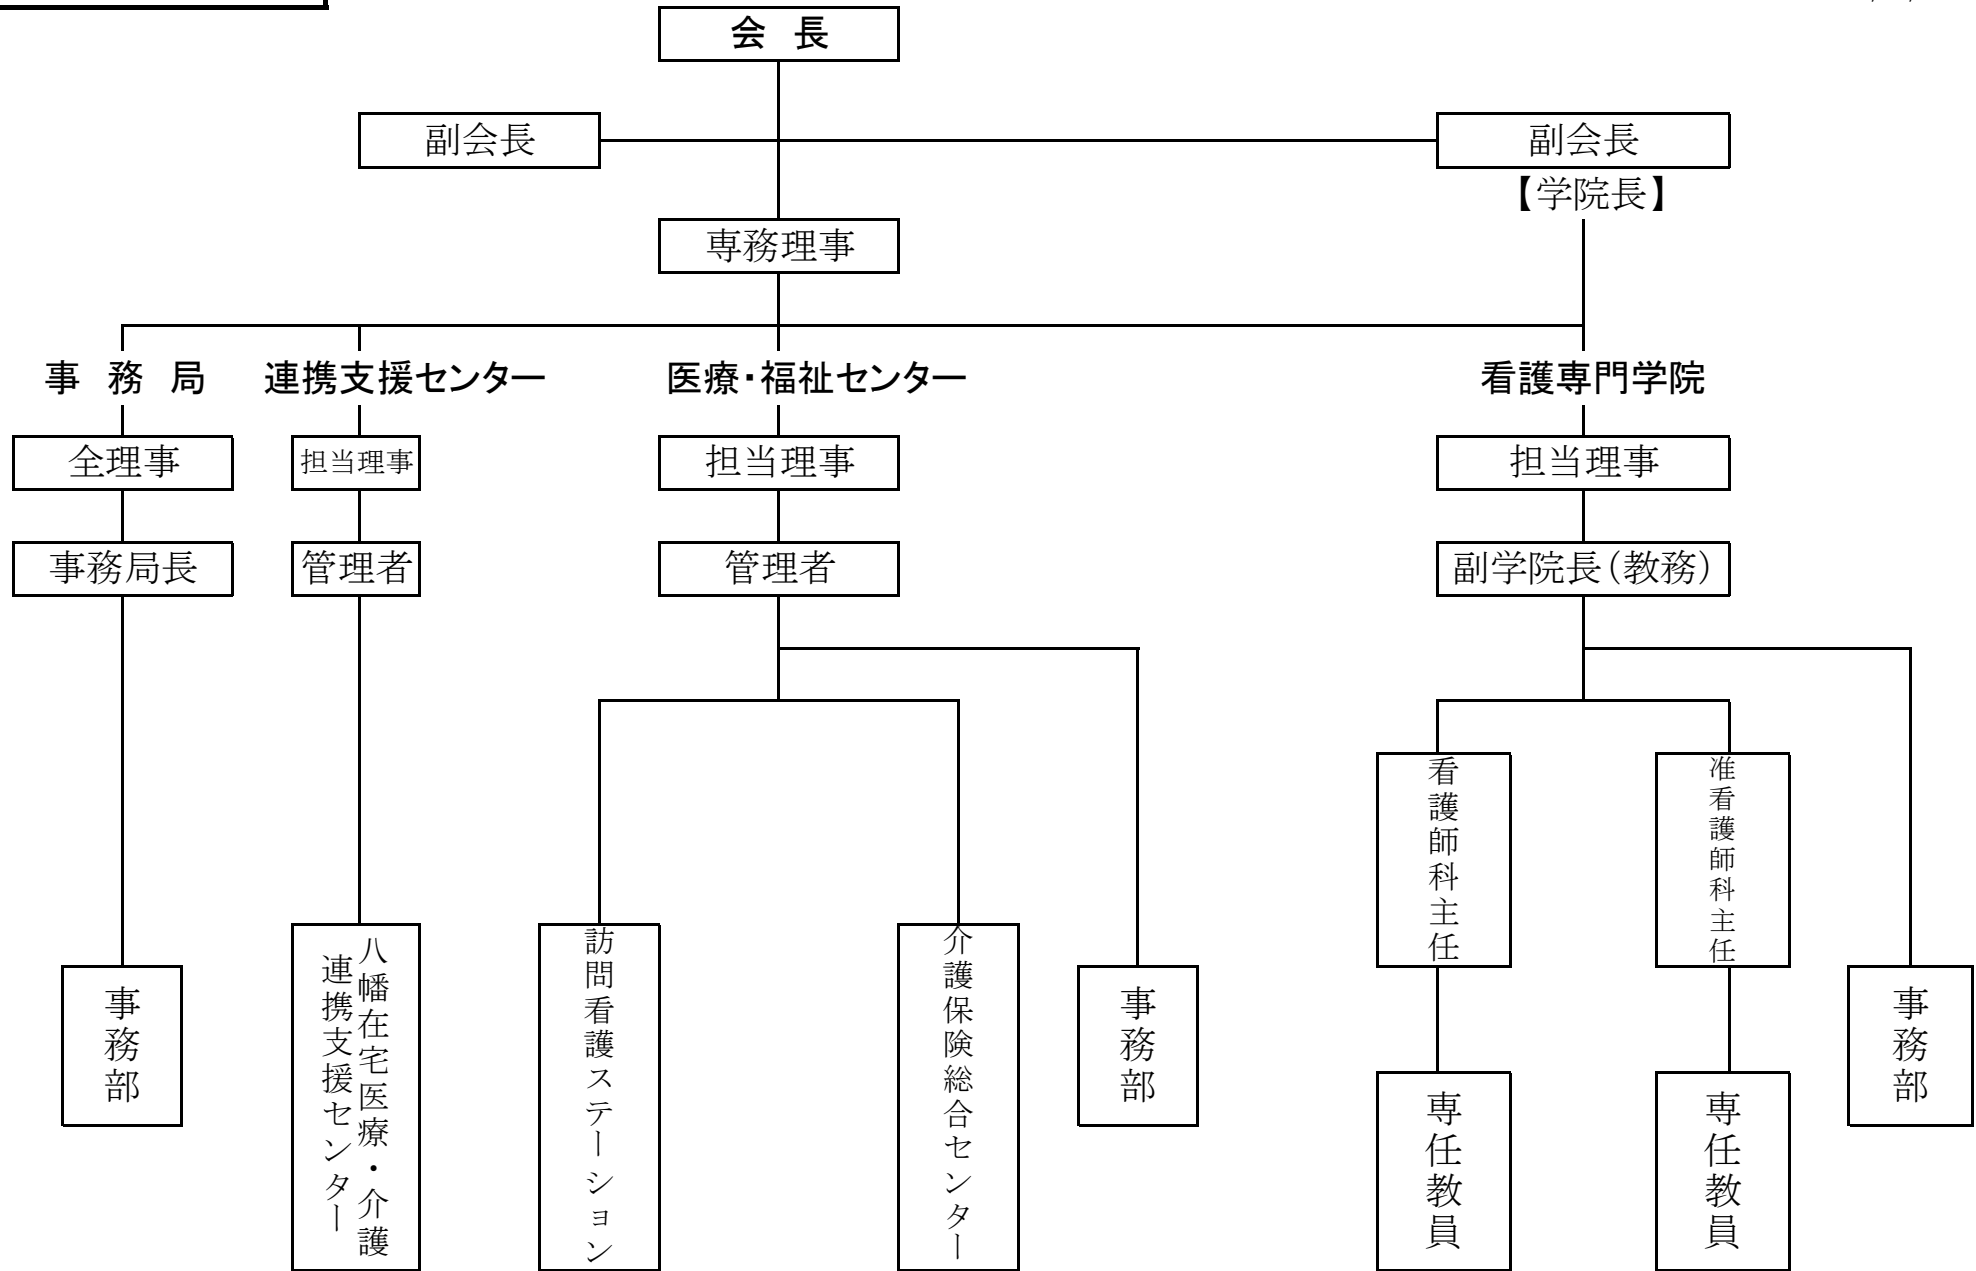 会　長
副会長
副会長
【学院長】
専務理事
事　務　局
連携支援センター
医療・福祉センター
看護専門学院
全理事
担当理事
担当理事
担当理事
事務局長
管理者
管理者
副学院長（教務）
看護師科主任
准看護師科主任
事務部
八幡在宅医療・介護
連携支援センター
訪問看護ステーション
介護保険総合センター
事務部
専任教員
専任教員
事務部